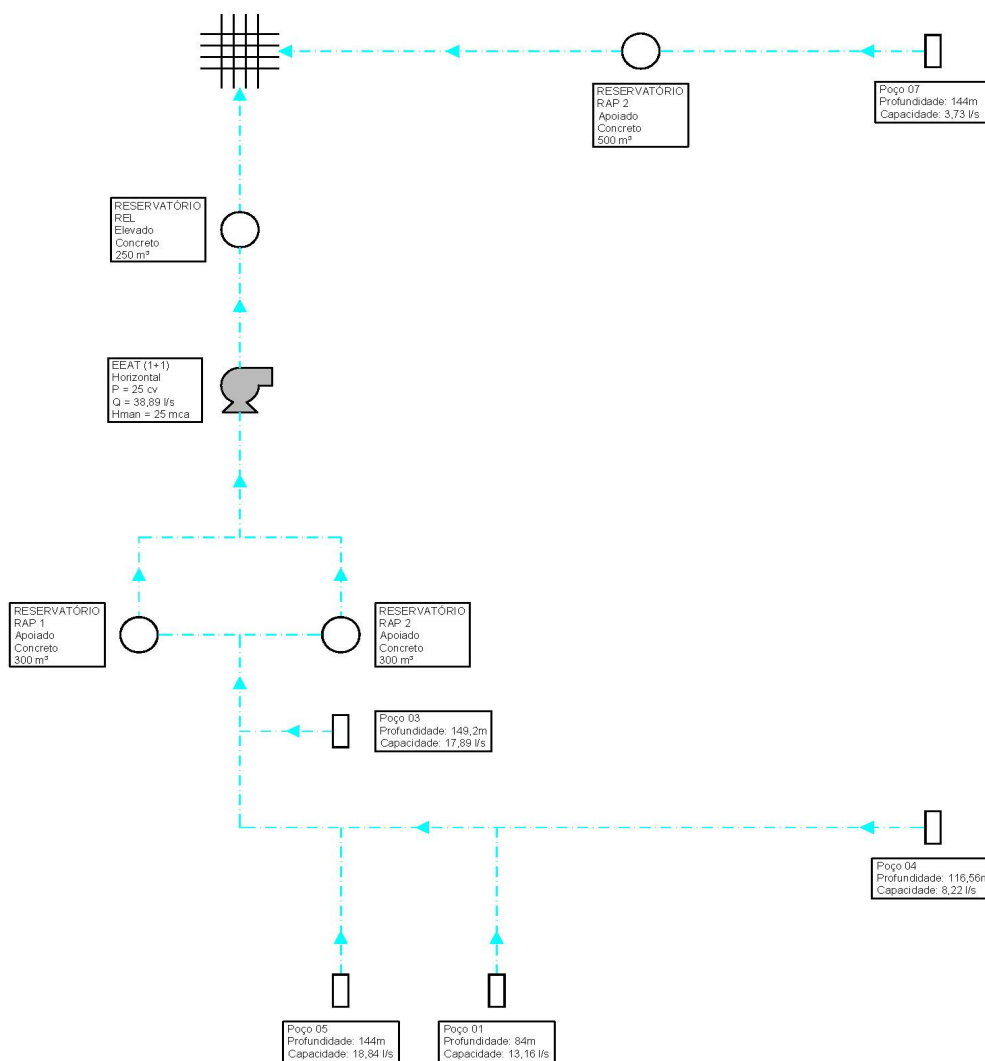 RESERVATÓRIO
RAP 2
Apoiado
Concreto
500 m³
Poço 07
Profundidade: 144m
Capacidade: 3,73 l/s
RESERVATÓRIO
REL
Elevado
Concreto
250 m³
EEAT (1+1)
Horizontal
P = 25 cv
Q = 38,89 l/s
Hman = 25 mca
RESERVATÓRIO
RAP 1
Apoiado
Concreto
300 m³
RESERVATÓRIO
RAP 2
Apoiado
Concreto
300 m³
Poço 03
Profundidade: 149,2m
Capacidade: 17,89 l/s
Poço 04
Profundidade: 116,56m
Capacidade: 8,22 l/s
Poço 05
Profundidade: 144m
Capacidade: 18,84 l/s
Poço 01
Profundidade: 84m
Capacidade: 13,16 l/s